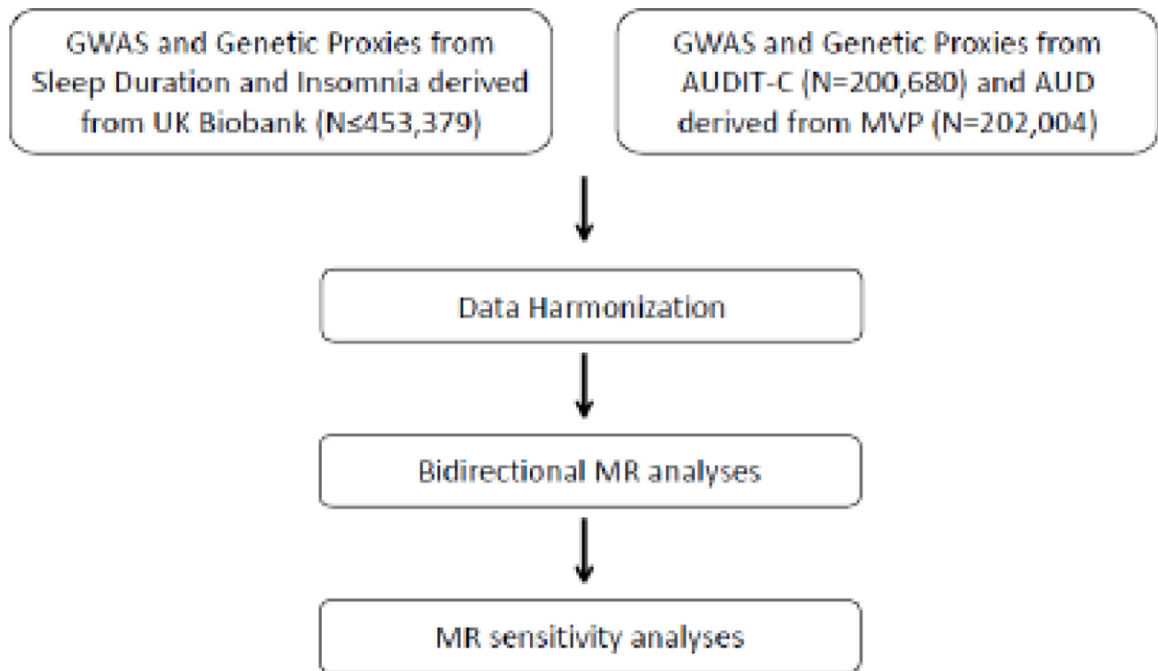 GWAS and Genetic Proxies from
Sleep Duration and Insomnia derived
from UK Biobank (N≤453,379)
GWAS and Genetic Proxies from
AUDIT-C (N=200,680) and AUD
derived from MVP (N=202,004)
Data Harmonization
Bidirectional MR analyses
MR sensitivity analyses